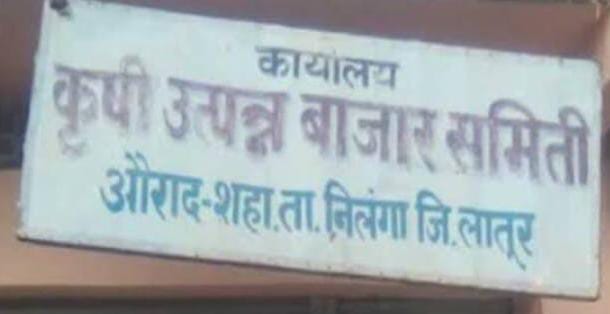 कार्यालय
कृषी उत्पन्न बाजार समिती
औराद-शहा.ता.निलंगा जि.लातूर